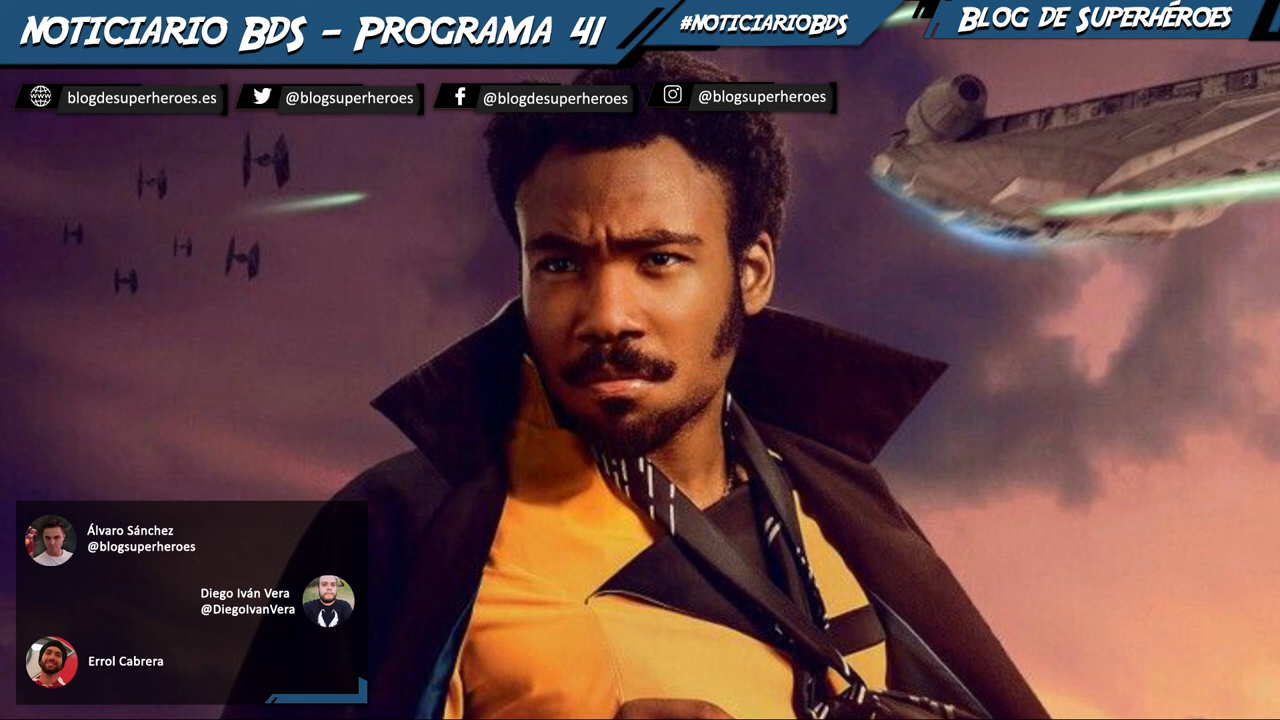 NOTICIARIO BDS - PROGRAMA 41
#NOTICIARIOBDS
BLOG DE SUPERHÉROES
www
blogdesuperheroes.es
@blogsuperheroes
@blogdesuperheroes
@blogsuperheroes
Álvaro Sánchez
@blogsuperheroes
Diego Iván Vera
@DiegoIvanVera
Errol Cabrera